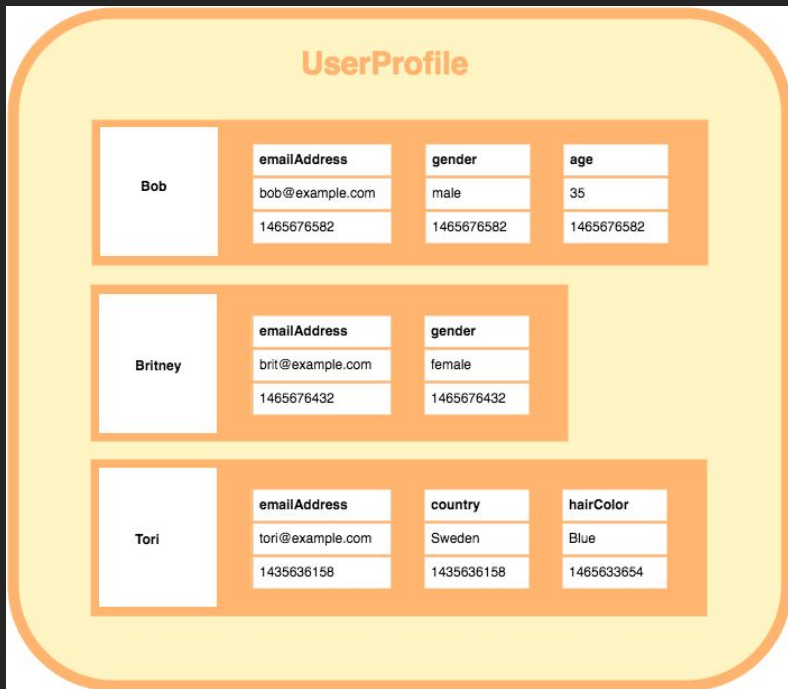 UserProfile
Bob
emailAddress gender age
bob@example.com male 35
1465676582 1465676582 1465676582
Britney
emailAddress gender
brit@example.com female
1465676432 1465676432
Tori
emailAddress country hairColor
tori@example.com Sweden Blue
1435636158 1435636158 1465633654